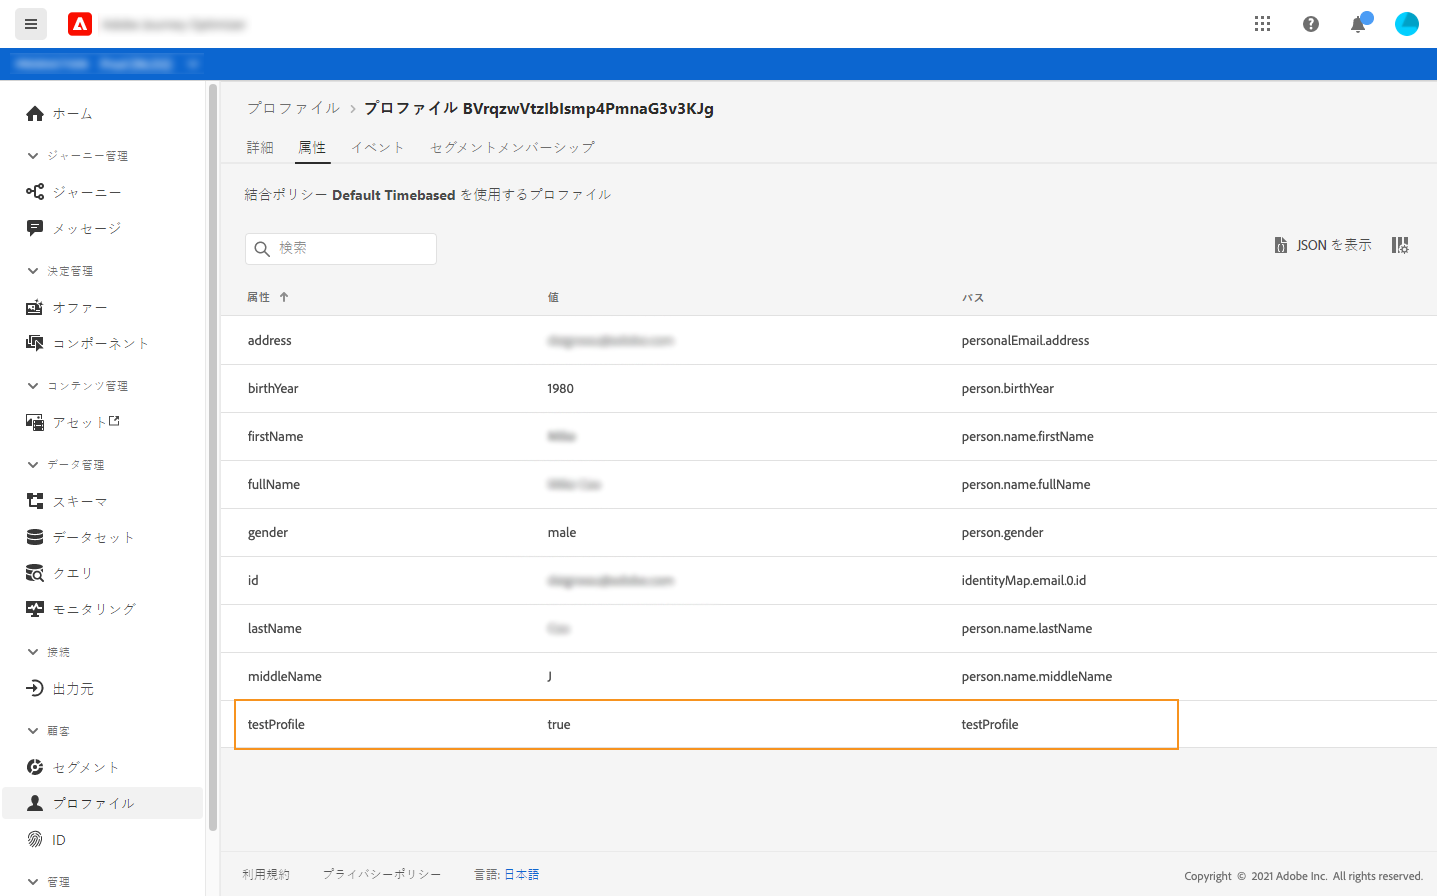 ホーム
ジャーニー管理
ジャーニー
メッセージ
決定管理
オファー
コンポーネント
コンテンツ管理
アセット
データ管理
スキーマ
データセット
クエリ
モニタリング
接続
出力元
顧客
セグメント
プロファイル
ID
管理
プロファイル > プロファイル BVrqzwVtzIbIsmp4PmnaG3v3KJg
詳細 属性 イベント セグメントメンバーシップ
結合ポリシー Default Timebased を使用するプロファイル
検索
JSON を表示
属性 値 パス
address personalEmail.address
birthYear 1980 person.birthYear
firstName person.name.firstName
fullName person.name.fullName
gender male person.gender
id identityMap.email.0.id
lastName person.name.lastName
middleName J person.name.middleName
testProfile true testProfile
利用規約 プライバシーポリシー 言語: 日本語
Copyright © 2021 Adobe Inc. All rights reserved.